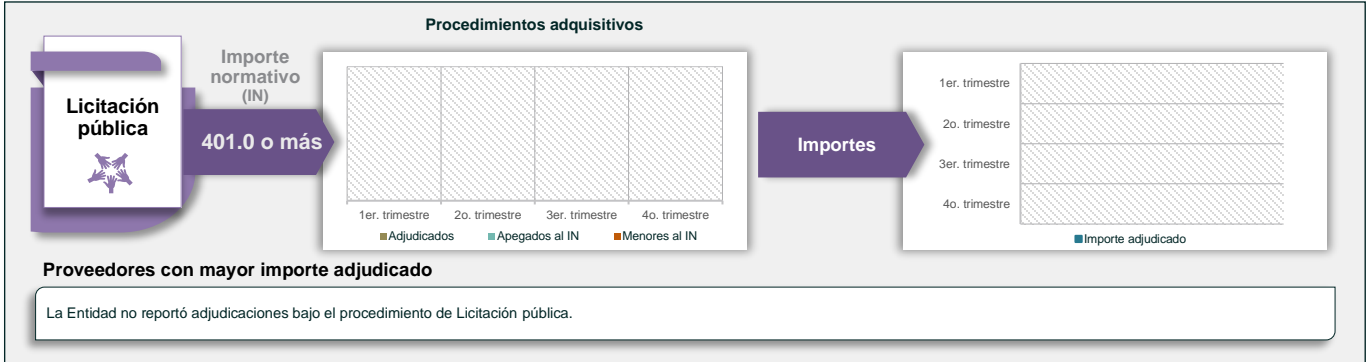 Procedimientos adquisitivos
Licitación
pública
Importe
normativo
(IN)
401.0 o más
1er. trimestre 2o. trimestre 3er. trimestre 4o. trimestre
Adjudicados Apegados al IN Menores al IN
Importes
1er. trimestre
2o. trimestre
3er. trimestre
4o. trimestre
Importe adjudicado
Proveedores con mayor importe adjudicado
La Entidad no reportó adjudicaciones bajo el procedimiento de Licitación pública.